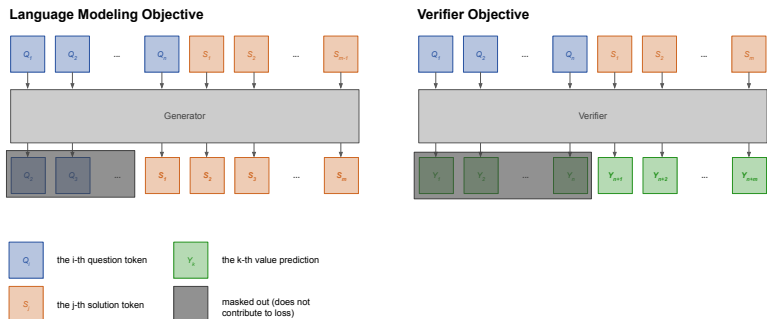 Language Modeling Objective
Q1 Q2 ... Qn S1 S2 ... Sm-1
Generator
Q2 Q3 ... S1 S2 S3 ... Sm
Verifier Objective
Q1 Q2 ... Qn S1 S2 ... Sm
Verifier
Y1 Y2 ... Yn Yn+1 Yn+2 ... Yn+m
Qi the i-th question token
Yk the k-th value prediction
Sj the j-th solution token
masked out (does not
contribute to loss)